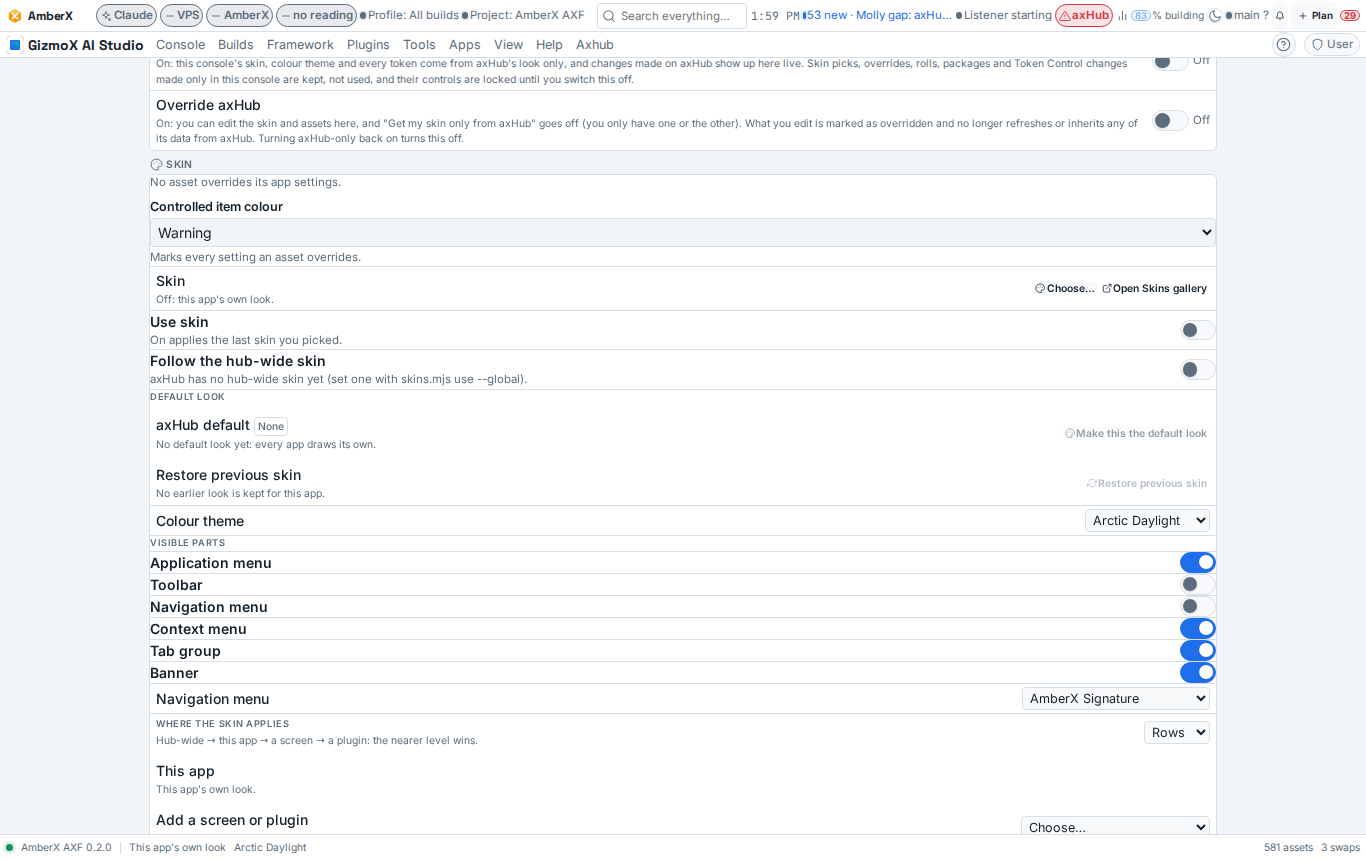 AmberX Claude VPS AmberX no reading Profile: All builds Project: AmberX AXF Search everything... 1:59 PM 53 new · Molly gap: axHu... Listener starting axHub 83 % building main ? + Plan 29
GizmoX AI Studio Console Builds Framework Plugins Tools Apps View Help Axhub ? User
On: this console's skin, colour theme and every token come from axHub's look only, and changes made on axHub show up here live. Skin picks, overrides, rolls, packages and Token Control changes Off
made only in this console are kept, not used, and their controls are locked until you switch this off.
Override axHub
On: you can edit the skin and assets here, and "Get my skin only from axHub" goes off (you only have one or the other). What you edit is marked as overridden and no longer refreshes or inherits any of Off
its data from axHub. Turning axHub-only back on turns this off.
SKIN
No asset overrides its app settings.
Controlled item colour
Warning
Marks every setting an asset overrides.
Skin
Off: this app's own look.
Choose... Open Skins gallery
Use skin
On applies the last skin you picked.
Follow the hub-wide skin
axHub has no hub-wide skin yet (set one with skins.mjs use --global).
DEFAULT LOOK
axHub default None
No default look yet: every app draws its own.
Make this the default look
Restore previous skin
No earlier look is kept for this app.
Restore previous skin
Colour theme Arctic Daylight
VISIBLE PARTS
Application menu
Toolbar
Navigation menu
Context menu
Tab group
Banner
Navigation menu AmberX Signature
WHERE THE SKIN APPLIES
Hub-wide → this app → a screen → a plugin: the nearer level wins.
Rows
This app
This app's own look.
Add a screen or plugin
Choose...
AmberX AXF 0.2.0 This app's own look Arctic Daylight 581 assets 3 swaps